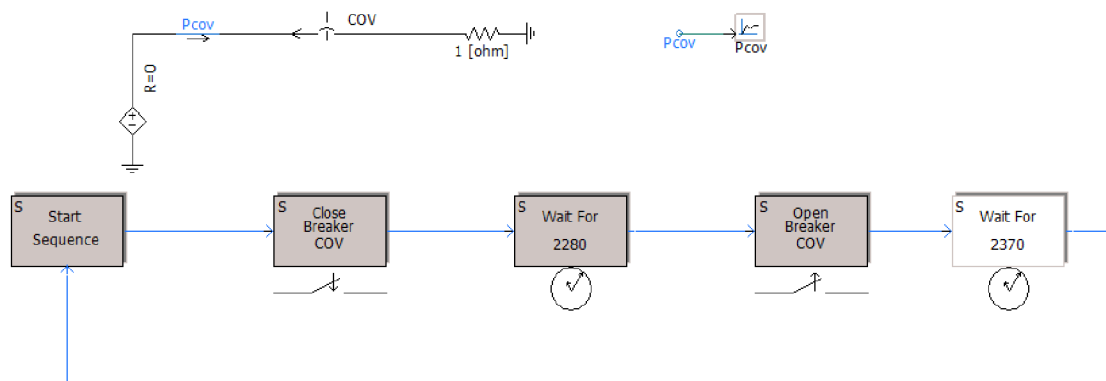 Pcov
COV
1 [ohm]
R=0
Pcov
Pcov
S
Start
Sequence
S
Close
Breaker
COV
S
Wait For
2280
S
Open
Breaker
COV
S
Wait For
2370